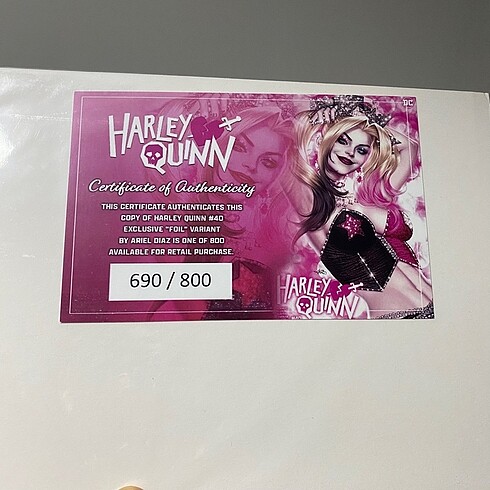 HARLEY
QUINN
DC
Certificate of Authenticity
THIS CERTIFICATE AUTHENTICATES THIS
COPY OF HARLEY QUINN #40
EXCLUSIVE "FOIL" VARIANT
BY ARIEL DIAZ IS ONE OF 800
AVAILABLE FOR RETAIL PURCHASE.
690 / 800
HARLEY
QUINN